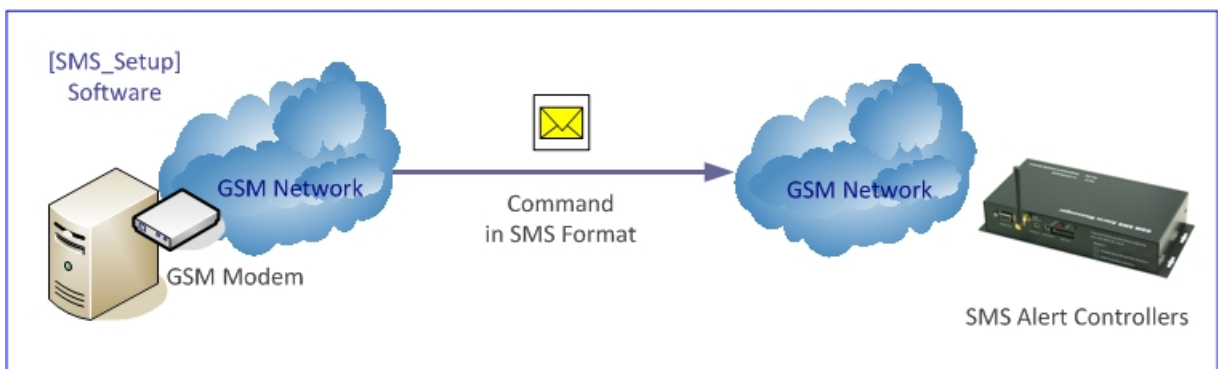 [SMS_Setup]
Software
GSM Network
GSM Modem
Command
in SMS Format
GSM Network
SMS Alert Controllers